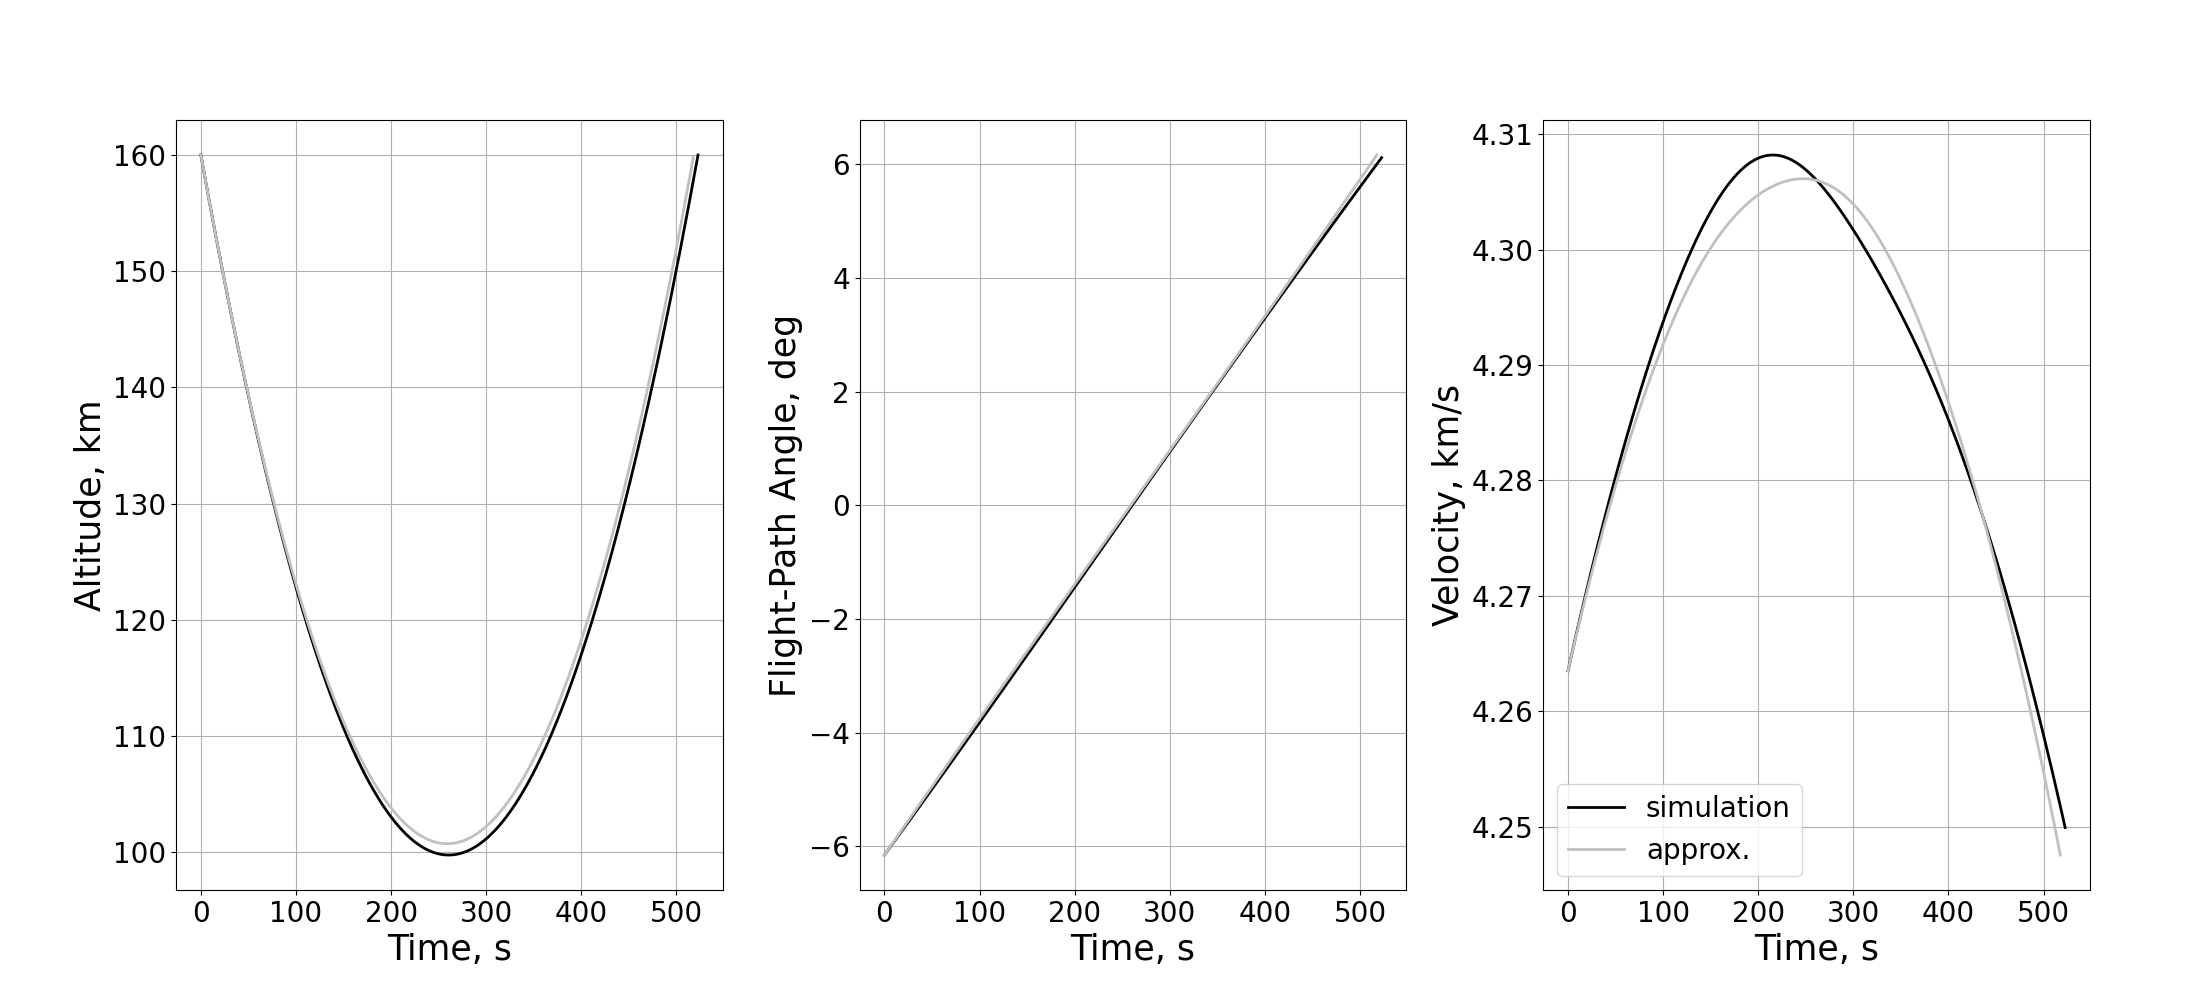 Altitude, km
160
150
140
130
120
110
100
0 100 200 300 400 500
Time, s
Flight-Path Angle, deg
6
4
2
0
−2
−4
−6
0 100 200 300 400 500
Time, s
Velocity, km/s
4.31
4.30
4.29
4.28
4.27
4.26
4.25
simulation
approx.
0 100 200 300 400 500
Time, s